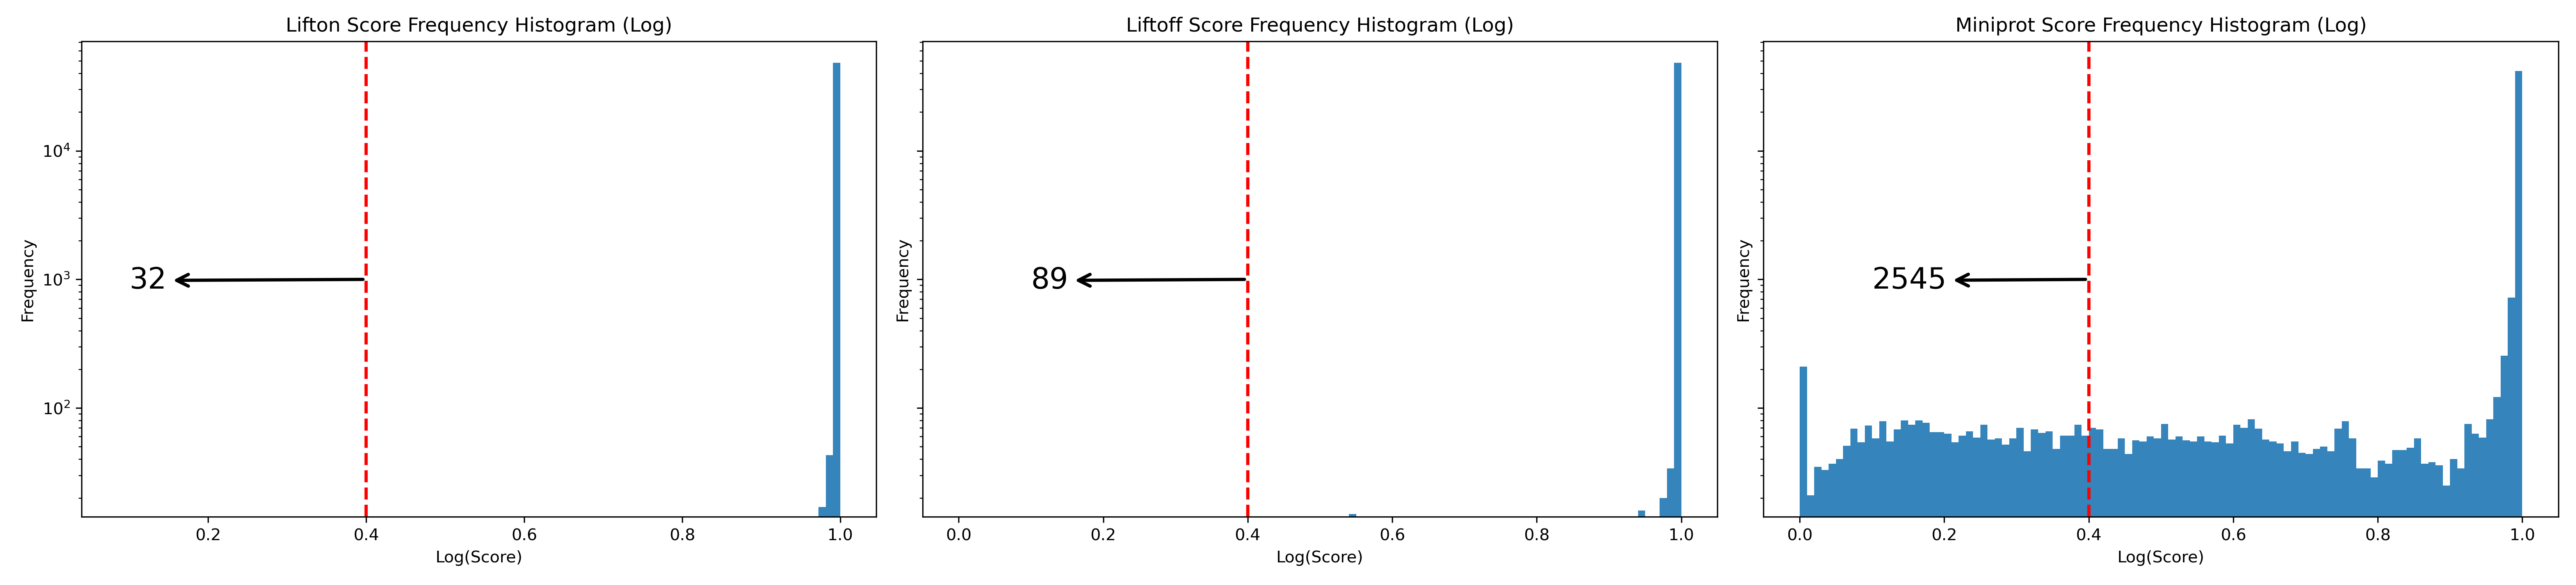 Lifton Score Frequency Histogram (Log)
Frequency
10⁴
10³
10²
32
0.2 0.4 0.6 0.8 1.0
Log(Score)
Liftoff Score Frequency Histogram (Log)
Frequency
89
0.0 0.2 0.4 0.6 0.8 1.0
Log(Score)
Miniprot Score Frequency Histogram (Log)
Frequency
2545
0.0 0.2 0.4 0.6 0.8 1.0
Log(Score)